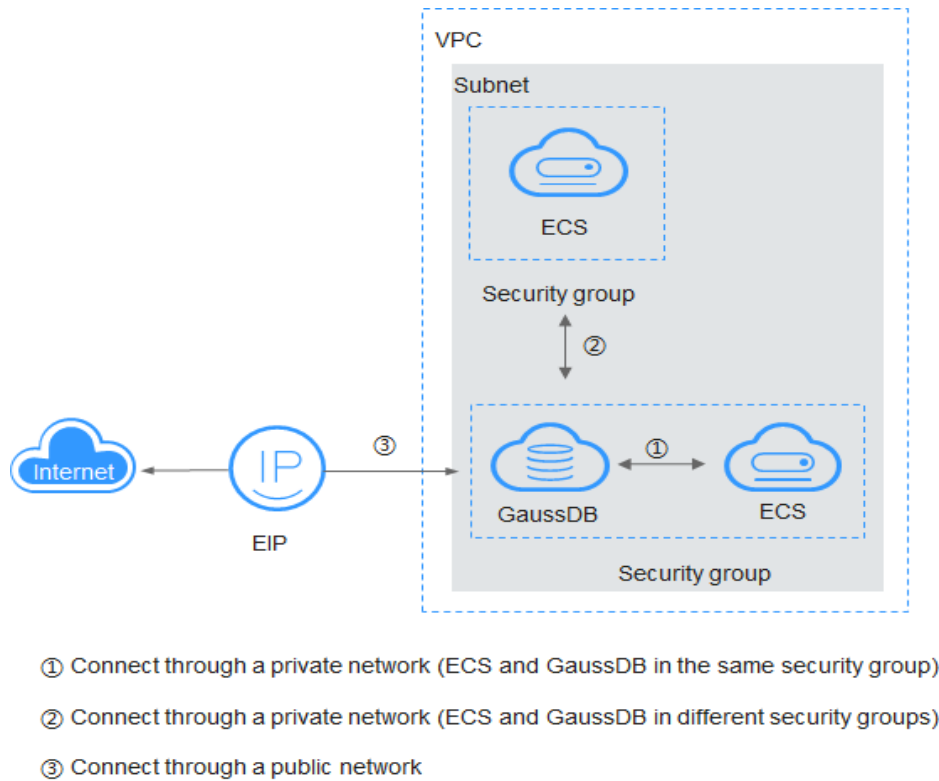 VPC
Subnet
ECS
Security group
②
③
①
Internet
IP
GaussDB
ECS
EIP
Security group
① Connect through a private network (ECS and GaussDB in the same security group)
② Connect through a private network (ECS and GaussDB in different security groups)
③ Connect through a public network